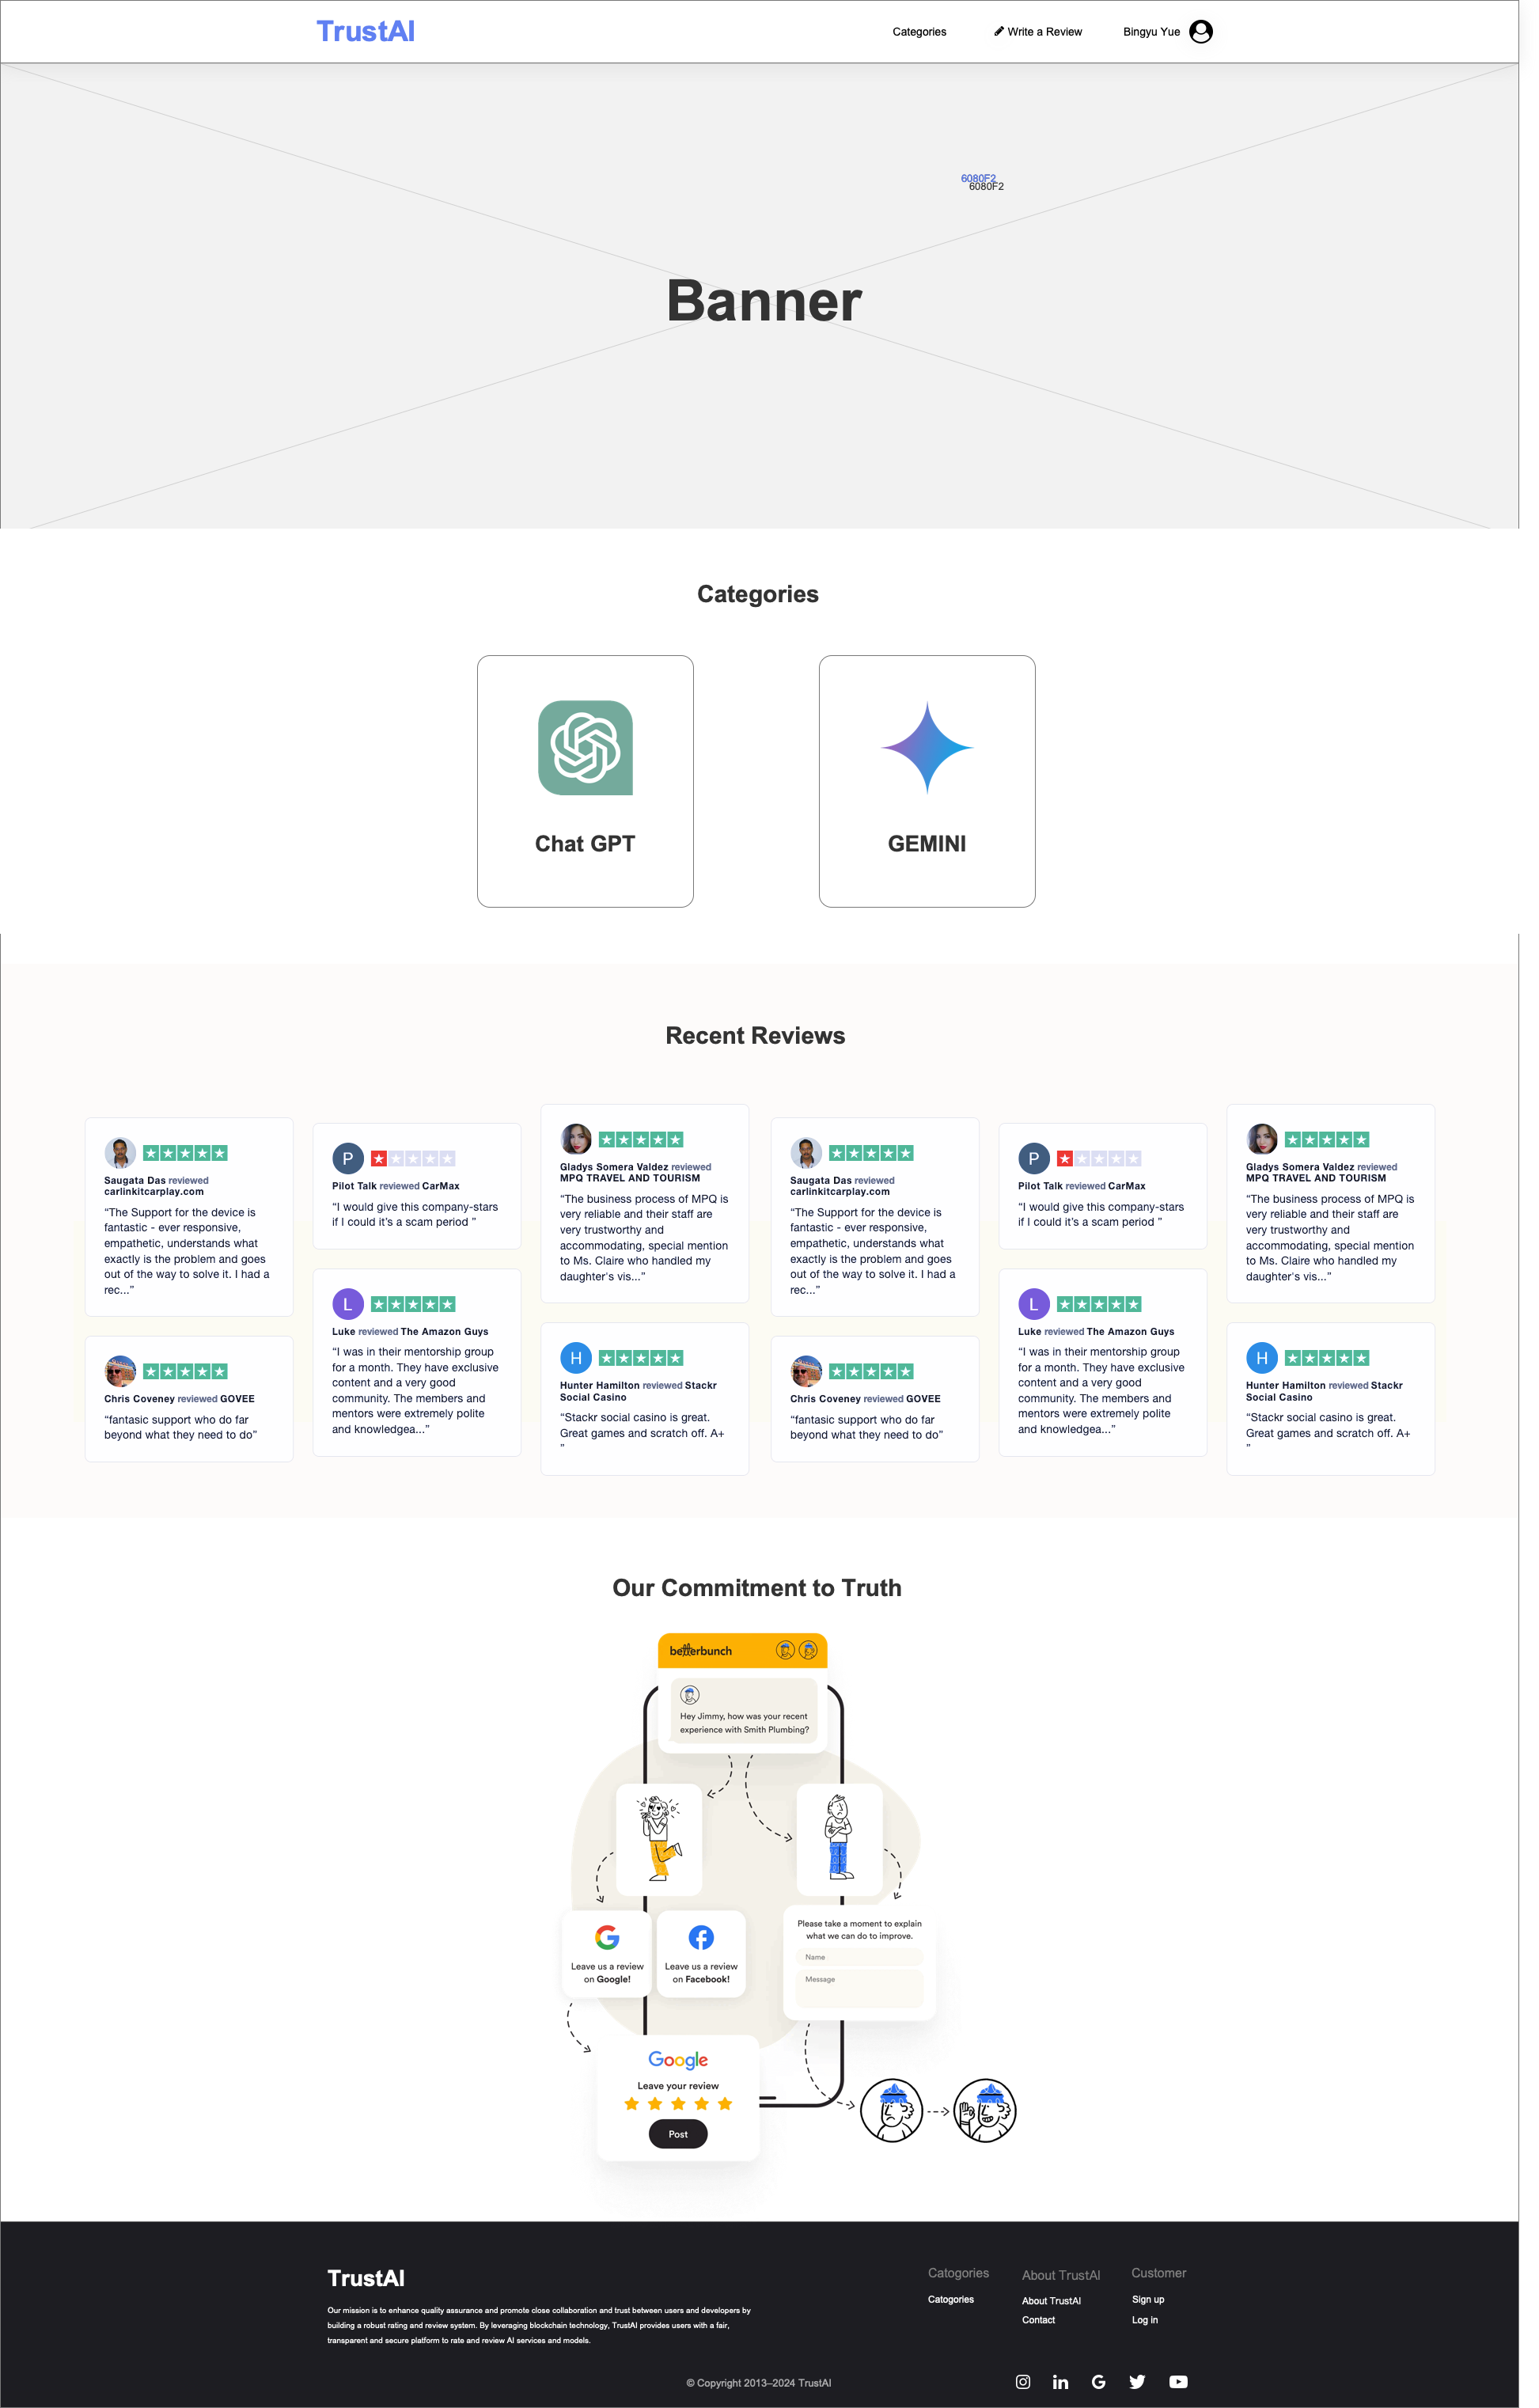 TrustAI
Categories
Write a Review
Bingyu Yue
6080F2
6080F2
Banner
Categories
Chat GPT
GEMINI
Recent Reviews
Saugata Das reviewed
carlinkitcarplay.com
“The Support for the device is
fantastic - ever responsive,
empathetic, understands what
exactly is the problem and goes
out of the way to solve it. I had a
rec...”
Chris Coveney reviewed GOVEE
“fantasic support who do far
beyond what they need to do”
P
Pilot Talk reviewed CarMax
“I would give this company-stars
if I could it’s a scam period ”
L
Luke reviewed The Amazon Guys
“I was in their mentorship group
for a month. They have exclusive
content and a very good
community. The members and
mentors were extremely polite
and knowledgea...”
Gladys Somera Valdez reviewed
MPQ TRAVEL AND TOURISM
“The business process of MPQ is
very reliable and their staff are
very trustworthy and
accommodating, special mention
to Ms. Claire who handled my
daughter's vis...”
H
Hunter Hamilton reviewed Stackr
Social Casino
“Stackr social casino is great.
Great games and scratch off. A+
”
Saugata Das reviewed
carlinkitcarplay.com
“The Support for the device is
fantastic - ever responsive,
empathetic, understands what
exactly is the problem and goes
out of the way to solve it. I had a
rec...”
Chris Coveney reviewed GOVEE
“fantasic support who do far
beyond what they need to do”
P
Pilot Talk reviewed CarMax
“I would give this company-stars
if I could it’s a scam period ”
L
Luke reviewed The Amazon Guys
“I was in their mentorship group
for a month. They have exclusive
content and a very good
community. The members and
mentors were extremely polite
and knowledgea...”
Gladys Somera Valdez reviewed
MPQ TRAVEL AND TOURISM
“The business process of MPQ is
very reliable and their staff are
very trustworthy and
accommodating, special mention
to Ms. Claire who handled my
daughter's vis...”
H
Hunter Hamilton reviewed Stackr
Social Casino
“Stackr social casino is great.
Great games and scratch off. A+
”
Our Commitment to Truth
betterbunch
Hey Jimmy, how was your recent
experience with Smith Plumbing?
Leave us a review
on Google!
Leave us a review
on Facebook!
Please take a moment to explain
what we can do to improve.
Name
Message
Google
Leave your review
Post
TrustAI
Our mission is to enhance quality assurance and promote close collaboration and trust between users and developers by
building a robust rating and review system. By leveraging blockchain technology, TrustAI provides users with a fair,
transparent and secure platform to rate and review AI services and models.
Catogories
Catogories
About TrustAI
About TrustAI
Contact
Customer
Sign up
Log in
© Copyright 2013–2024 TrustAI